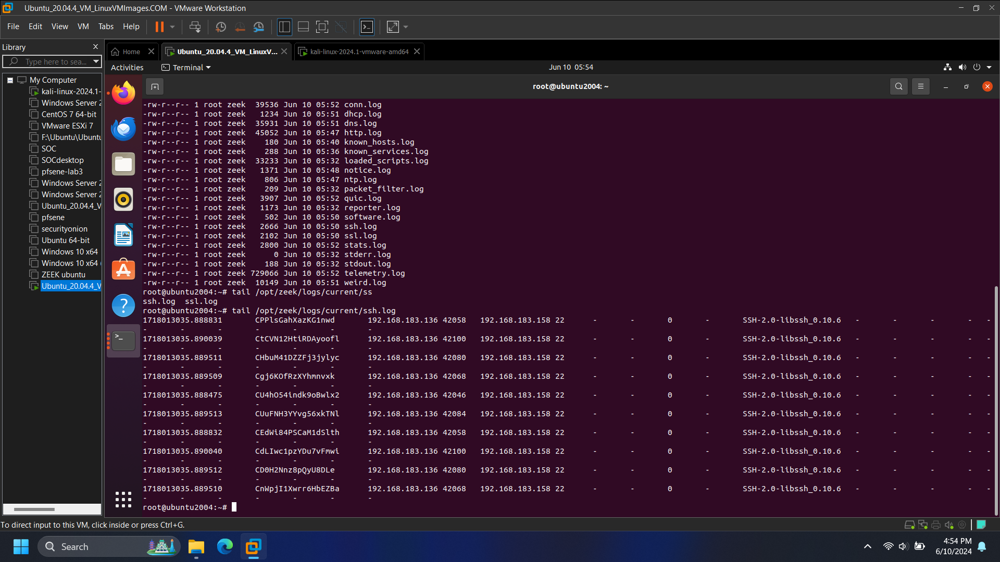 Ubuntu_20.04.4_VM_LinuxVMImages.COM - VMware Workstation
File Edit View VM Tabs Help
Library
Type here to sea...
Home
Ubuntu_20.04.4_VM_LinuxV...
kali-linux-2024.1-vmware-amd64
Activities
Terminal
Jun 10 05:54
root@ubuntu2004: ~
My Computer
kali-linux-2024.1-
Windows Server 2
CentOS 7 64-bit
VMware ESXi 7
F:\Ubuntu\Ubuntu
SOC
SOCdesktop
pfsene-lab3
Windows Server 2
Windows Server 2
Ubuntu_20.04.4_V
pfsene
securityonion
Ubuntu 64-bit
Windows 10 x64
Windows 10 x64
ZEEK ubuntu
Ubuntu_20.04.4_V
-rw-r--r-- 1 root zeek  39536 Jun 10 05:52 conn.log
-rw-r--r-- 1 root zeek   1234 Jun 10 05:51 dhcp.log
-rw-r--r-- 1 root zeek  35931 Jun 10 05:51 dns.log
-rw-r--r-- 1 root zeek  45052 Jun 10 05:47 http.log
-rw-r--r-- 1 root zeek    180 Jun 10 05:40 known_hosts.log
-rw-r--r-- 1 root zeek    288 Jun 10 05:36 known_services.log
-rw-r--r-- 1 root zeek  33233 Jun 10 05:32 loaded_scripts.log
-rw-r--r-- 1 root zeek   1371 Jun 10 05:48 notice.log
-rw-r--r-- 1 root zeek    806 Jun 10 05:47 ntp.log
-rw-r--r-- 1 root zeek    209 Jun 10 05:32 packet_filter.log
-rw-r--r-- 1 root zeek   3907 Jun 10 05:52 quic.log
-rw-r--r-- 1 root zeek   1173 Jun 10 05:32 reporter.log
-rw-r--r-- 1 root zeek    502 Jun 10 05:50 software.log
-rw-r--r-- 1 root zeek   2666 Jun 10 05:50 ssh.log
-rw-r--r-- 1 root zeek   2102 Jun 10 05:50 ssl.log
-rw-r--r-- 1 root zeek   2800 Jun 10 05:52 stats.log
-rw-r--r-- 1 root zeek      0 Jun 10 05:32 stderr.log
-rw-r--r-- 1 root zeek    188 Jun 10 05:32 stdout.log
-rw-r--r-- 1 root zeek 729066 Jun 10 05:52 telemetry.log
-rw-r--r-- 1 root zeek  10149 Jun 10 05:51 weird.log
root@ubuntu2004:~# tail /opt/zeek/logs/current/ss
ssh.log  ssl.log
root@ubuntu2004:~# tail /opt/zeek/logs/current/ssh.log
1718013035.888831 CPPlsGahXazKG1nwd 192.168.183.136 42058 192.168.183.158 22 - - 0 - SSH-2.0-libssh_0.10.6 - - - - -
- - - - - - -
1718013035.890039 CtCVN12HtiRDAyoofl 192.168.183.136 42100 192.168.183.158 22 - - 0 - SSH-2.0-libssh_0.10.6 - - - - -
- - - - - - -
1718013035.889511 CHbuM41DZZFj3jylyc 192.168.183.136 42080 192.168.183.158 22 - - 0 - SSH-2.0-libssh_0.10.6 - - - - -
- - - - - - -
1718013035.889509 Cgj6KOfRzXYhmnvxk 192.168.183.136 42068 192.168.183.158 22 - - 0 - SSH-2.0-libssh_0.10.6 - - - - -
- - - - - - -
1718013035.888475 CU4hO54indk9oBwlx2 192.168.183.136 42046 192.168.183.158 22 - - 0 - SSH-2.0-libssh_0.10.6 - - - - -
- - - - - - -
1718013035.889513 CUuFNH3YYvg56xkTNl 192.168.183.136 42084 192.168.183.158 22 - - 0 - SSH-2.0-libssh_0.10.6 - - - - -
- - - - - - -
1718013035.888832 CEdWi84PSCaM1dSlth 192.168.183.136 42058 192.168.183.158 22 - - 0 - SSH-2.0-libssh_0.10.6 - - - - -
- - - - - - -
1718013035.890040 CdLIwc1pzYDu7vFmwi 192.168.183.136 42100 192.168.183.158 22 - - 0 - SSH-2.0-libssh_0.10.6 - - - - -
- - - - - - -
1718013035.889512 CD0H2Nnz8pQyU8DLe 192.168.183.136 42080 192.168.183.158 22 - - 0 - SSH-2.0-libssh_0.10.6 - - - - -
- - - - - - -
1718013035.889510 CnWpjI1Xwrr6HbEZBa 192.168.183.136 42068 192.168.183.158 22 - - 0 - SSH-2.0-libssh_0.10.6 - - - - -
- - - - - - -
root@ubuntu2004:~#
To direct input to this VM, click inside or press Ctrl+G.
Search
4:54 PM
6/10/2024